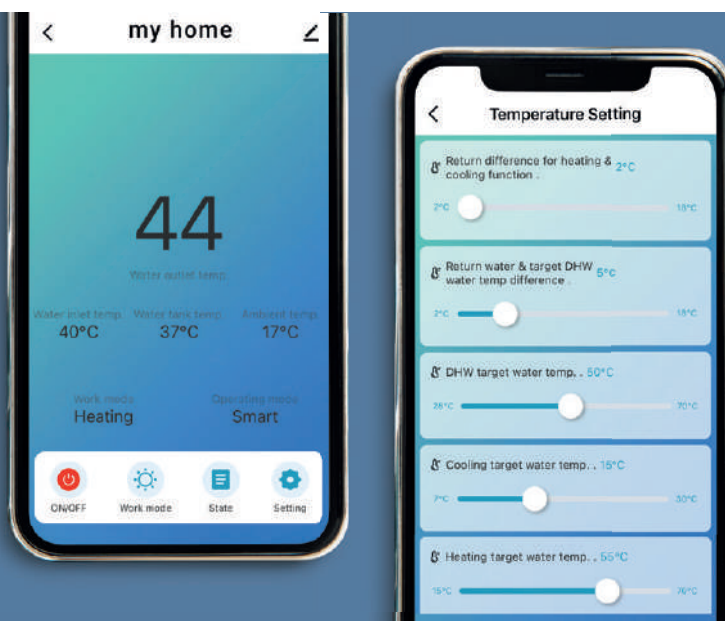 my home
44
Water outlet temp.
Water inlet temp Water tank temp. Ambient temp
40°C 37°C 17°C
Work mode Operating mode
Heating Smart
ON/OFF Work mode State Setting
Temperature Setting
Return difference for heating & 2°C
cooling function .
2°C 18°C
Return water & target DHW 5°C
water temp difference .
2°C 18°C
DHW target water temp. . 50°C
28°C 70°C
Cooling target water temp. . 15°C
7°C 30°C
Heating target water temp. . 55°C
15°C 70°C